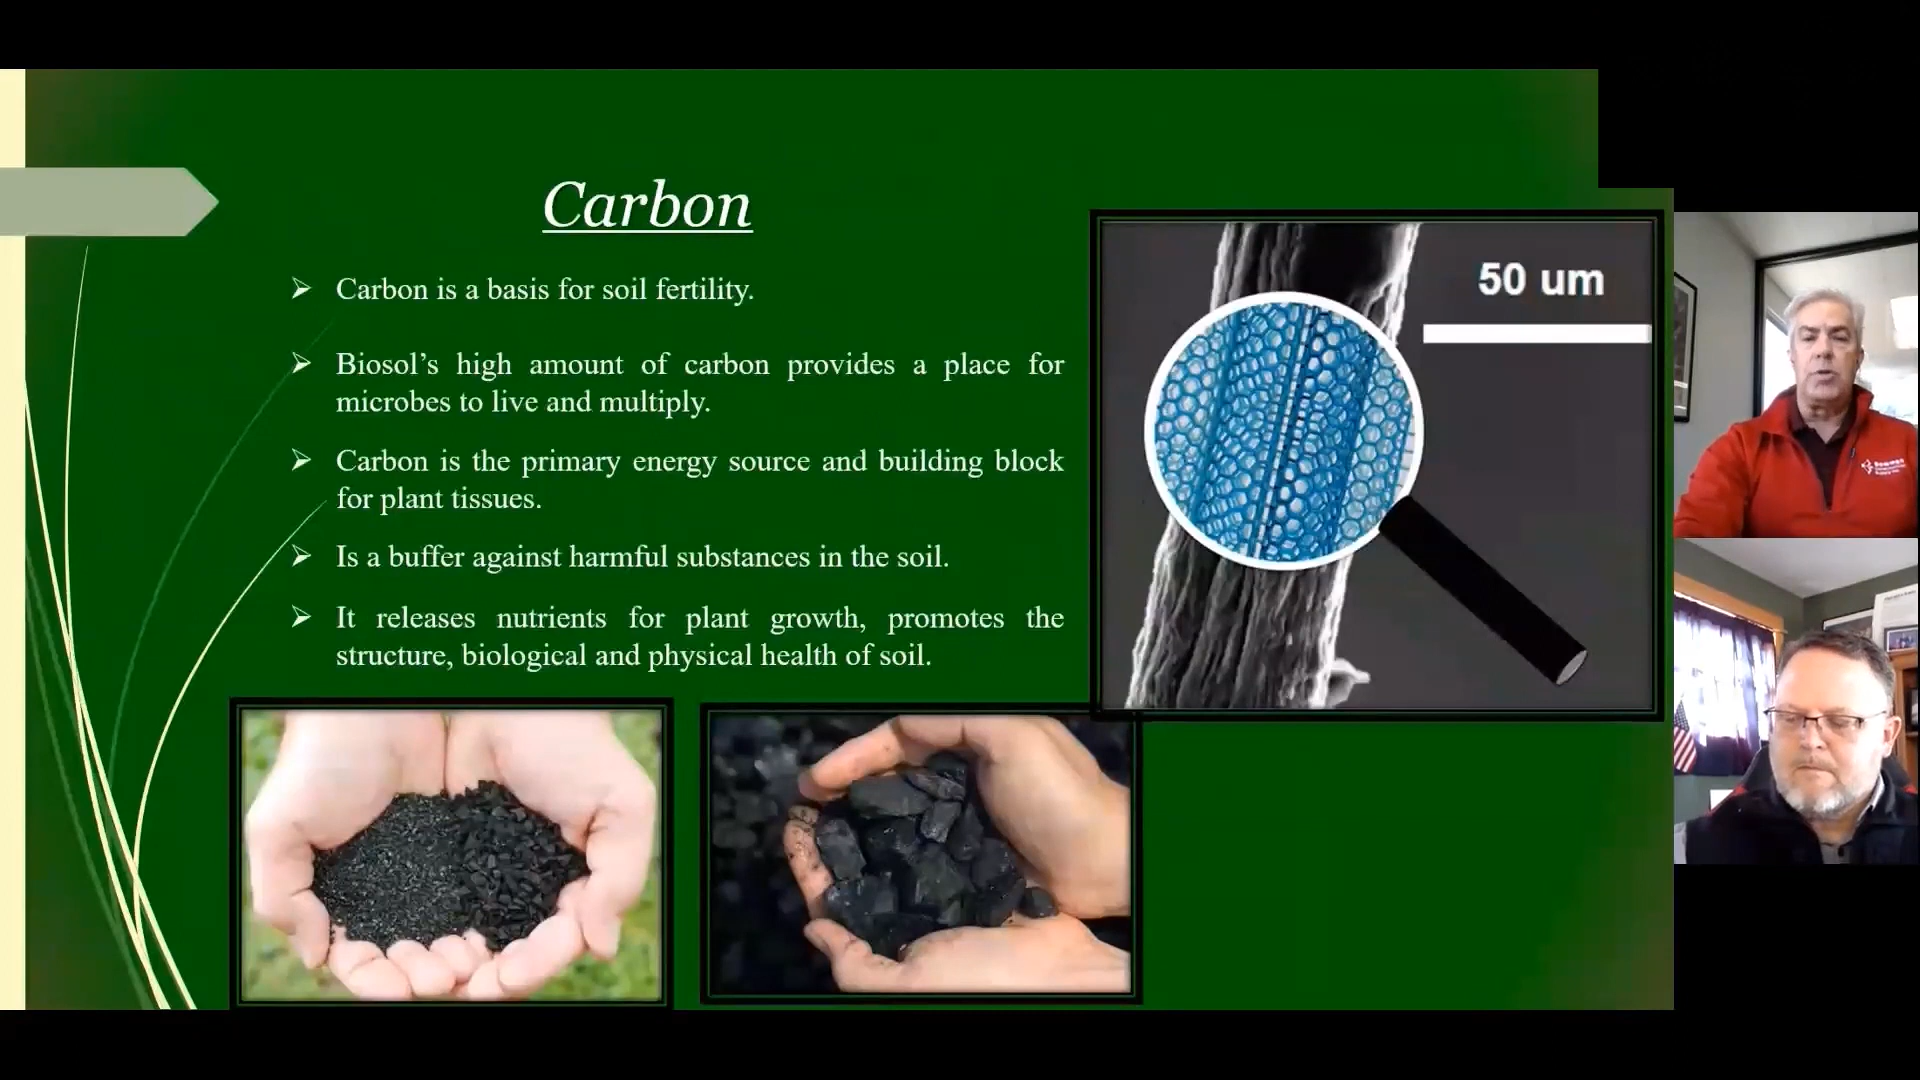 Carbon
➢ Carbon is a basis for soil fertility.
➢ Biosol’s high amount of carbon provides a place for
microbes to live and multiply.
➢ Carbon is the primary energy source and building block
for plant tissues.
➢ Is a buffer against harmful substances in the soil.
➢ It releases nutrients for plant growth, promotes the
structure, biological and physical health of soil.
50 um